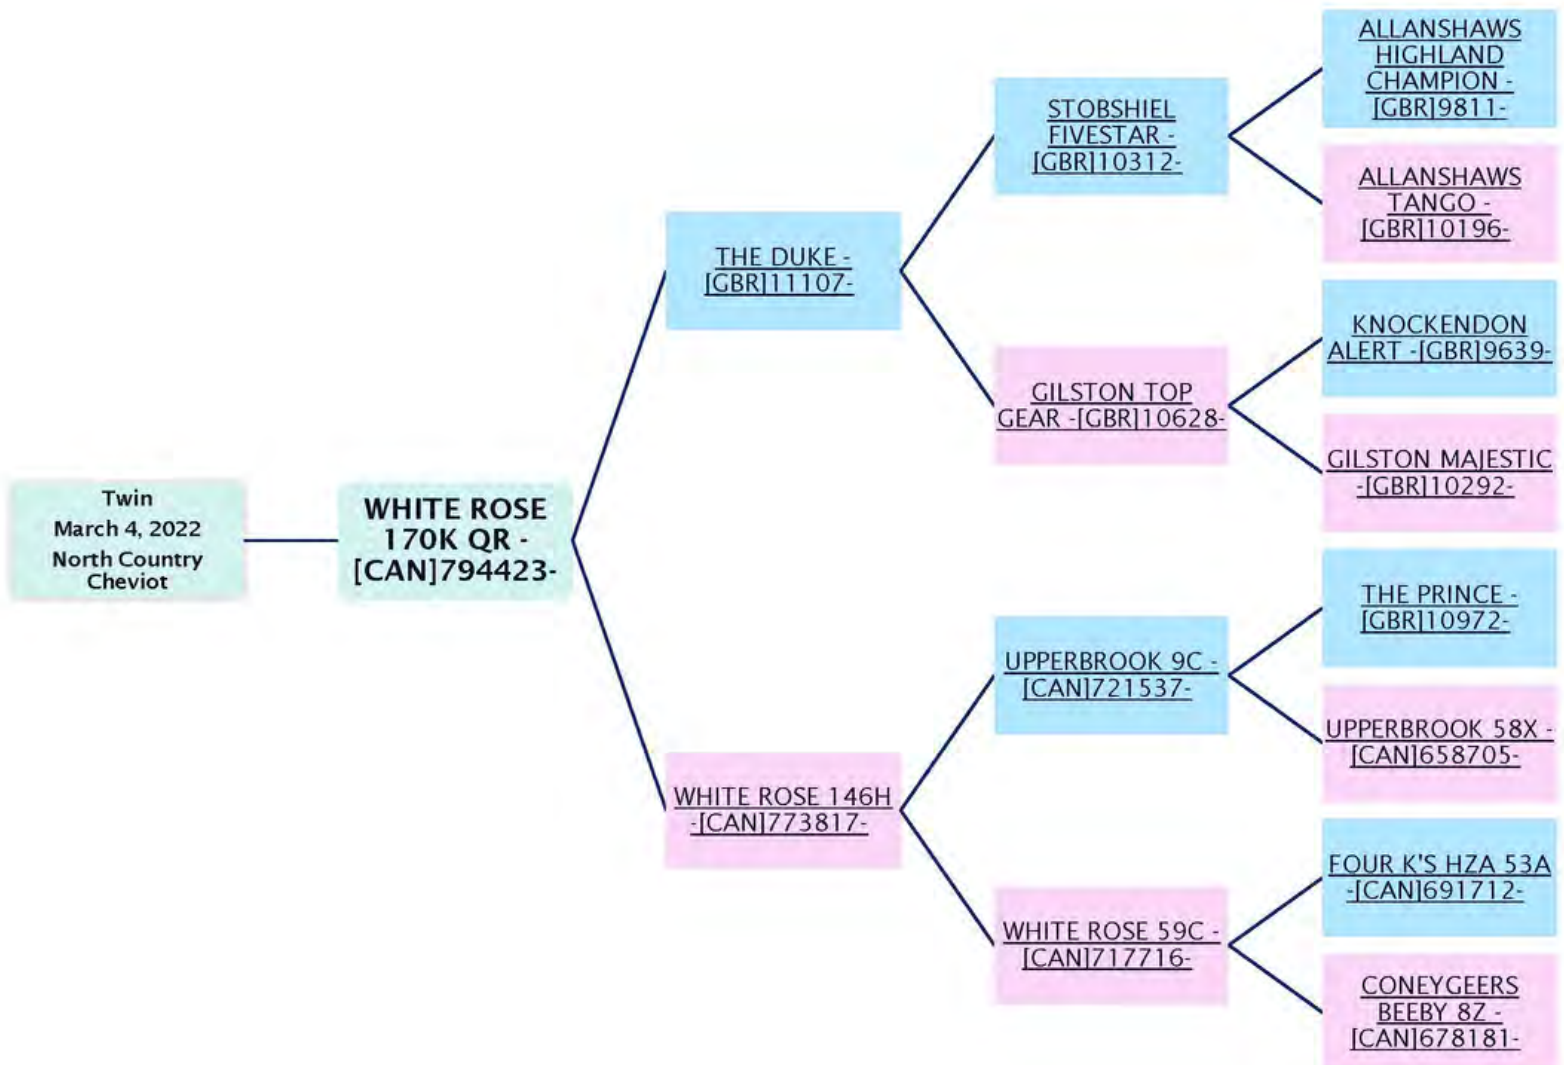 Twin
March 4, 2022
North Country
Cheviot
WHITE ROSE
170K QR -
[CAN]794423-
THE DUKE -
[GBR]11107-
WHITE ROSE 146H
-[CAN]773817-
STOBSHIEL
FIVESTAR -
[GBR]10312-
GILSTON TOP
GEAR -[GBR]10628-
UPPERBROOK 9C -
[CAN]721537-
WHITE ROSE 59C -
[CAN]717716-
ALLANSHAWS
HIGHLAND
CHAMPION -
[GBR]9811-
ALLANSHAWS
TANGO -
[GBR]10196-
KNOCKENDON
ALERT -[GBR]9639-
GILSTON MAJESTIC
-[GBR]10292-
THE PRINCE -
[GBR]10972-
UPPERBROOK 58X -
[CAN]658705-
FOUR K'S HZA 53A
-[CAN]691712-
CONEYGEERS
BEEBY 8Z -
[CAN]678181-